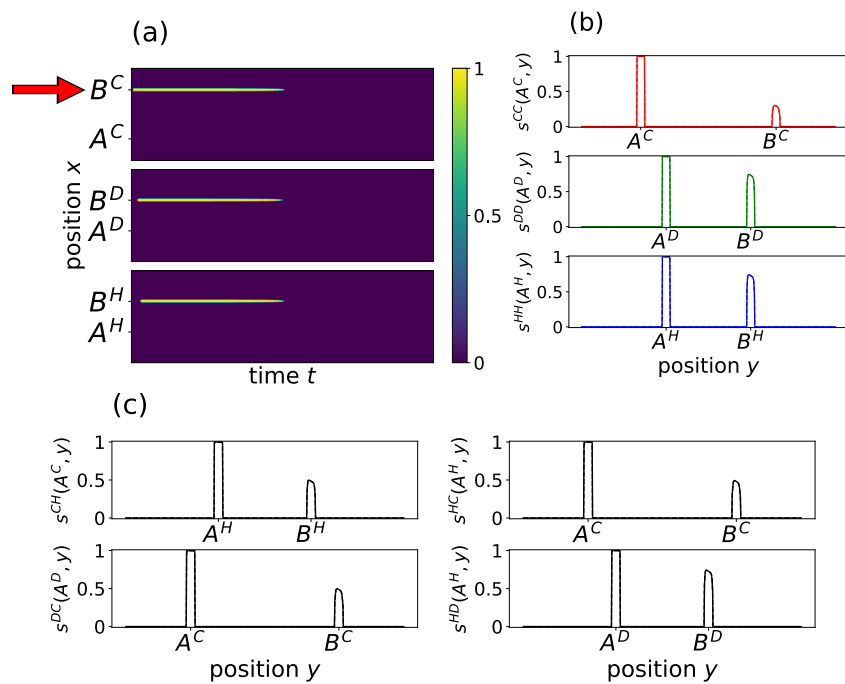 (a)
B^C
A^C
B^D
A^D
B^H
A^H
position x
time t
1
0.5
0
(b)
s^{CC}(A^C, y)
1
0.5
0
A^C
B^C
s^{DD}(A^D, y)
1
0.5
0
A^D
B^D
s^{HH}(A^H, y)
1
0.5
0
A^H
B^H
position y
(c)
s^{CH}(A^C, y)
1
0.5
0
A^H
B^H
s^{HC}(A^H, y)
1
0.5
0
A^C
B^C
s^{DC}(A^D, y)
1
0.5
0
A^C
B^C
position y
s^{HD}(A^H, y)
1
0.5
0
A^D
B^D
position y